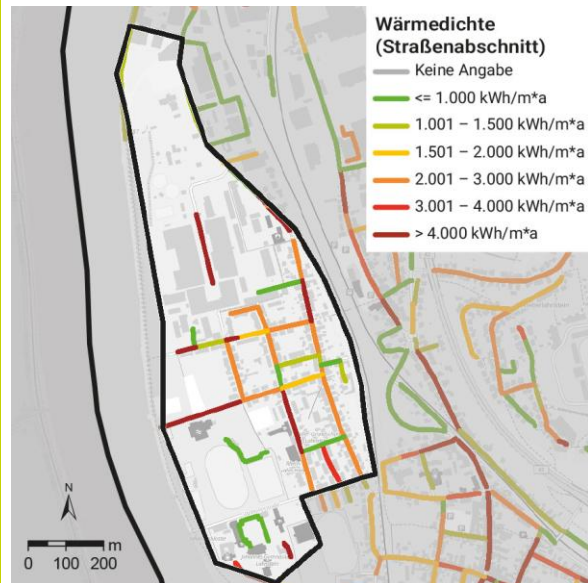 Wärmedichte
(Straßenabschnitt)
Keine Angabe
<= 1.000 kWh/m*a
1.001 – 1.500 kWh/m*a
1.501 – 2.000 kWh/m*a
2.001 – 3.000 kWh/m*a
3.001 – 4.000 kWh/m*a
> 4.000 kWh/m*a
N
0 100 200 m